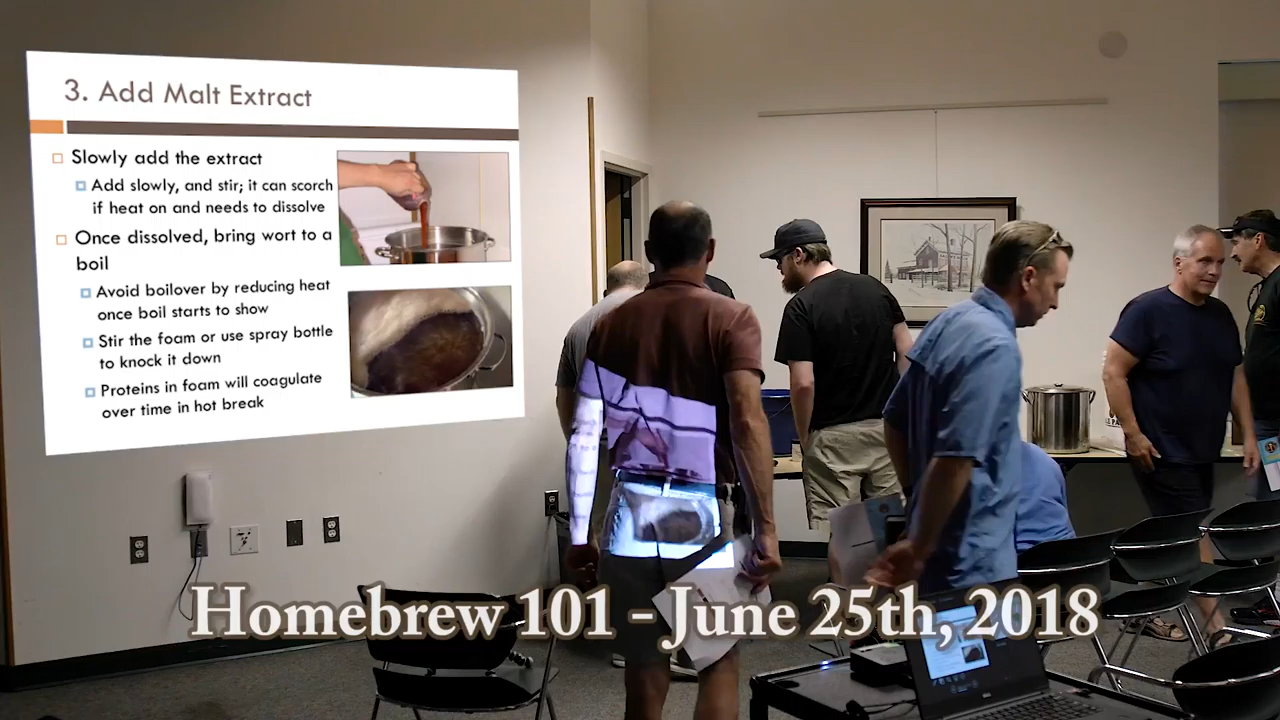 3. Add Malt Extract
Slowly add the extract
Add slowly, and stir; it can scorch
if heat on and needs to dissolve
Once dissolved, bring wort to a
boil
Avoid boilover by reducing heat
once boil starts to show
Stir the foam or use spray bottle
to knock it down
Proteins in foam will coagulate
over time in hot break
Homebrew 101 - June 25th, 2018